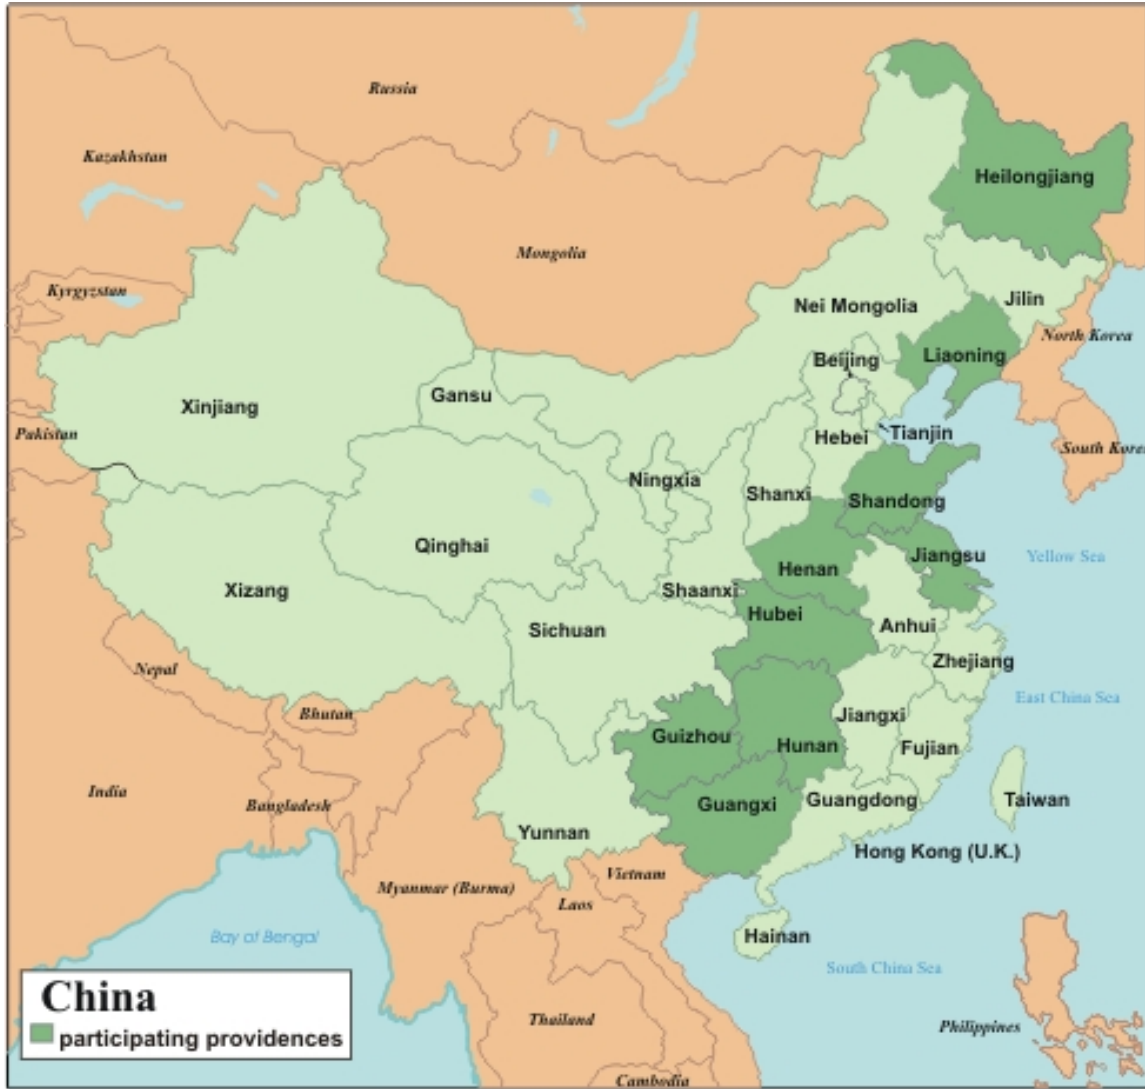 Russia
Kazakhstan
Heilongjiang
Mongolia
Kyrgyzstan
Jilin
Nei Mongolia
North Korea
Beijing
Liaoning
Gansu
Xinjiang
Pakistan
Hebei
Tianjin
South Korea
Ningxia
Shanxi
Shandong
Qinghai
Jiangsu
Yellow Sea
Henan
Xizang
Shaanxi
Hubei
Sichuan
Anhui
Zhejiang
Nepal
East China Sea
Bhutan
Jiangxi
Guizhou
Hunan
Fujian
India
Bangladesh
Guangxi
Guangdong
Taiwan
Yunnan
Hong Kong (U.K.)
Vietnam
Myanmar (Burma)
Laos
Bay of Bengal
Hainan
South China Sea
China
participating providences
Thailand
Philippines
Cambodia